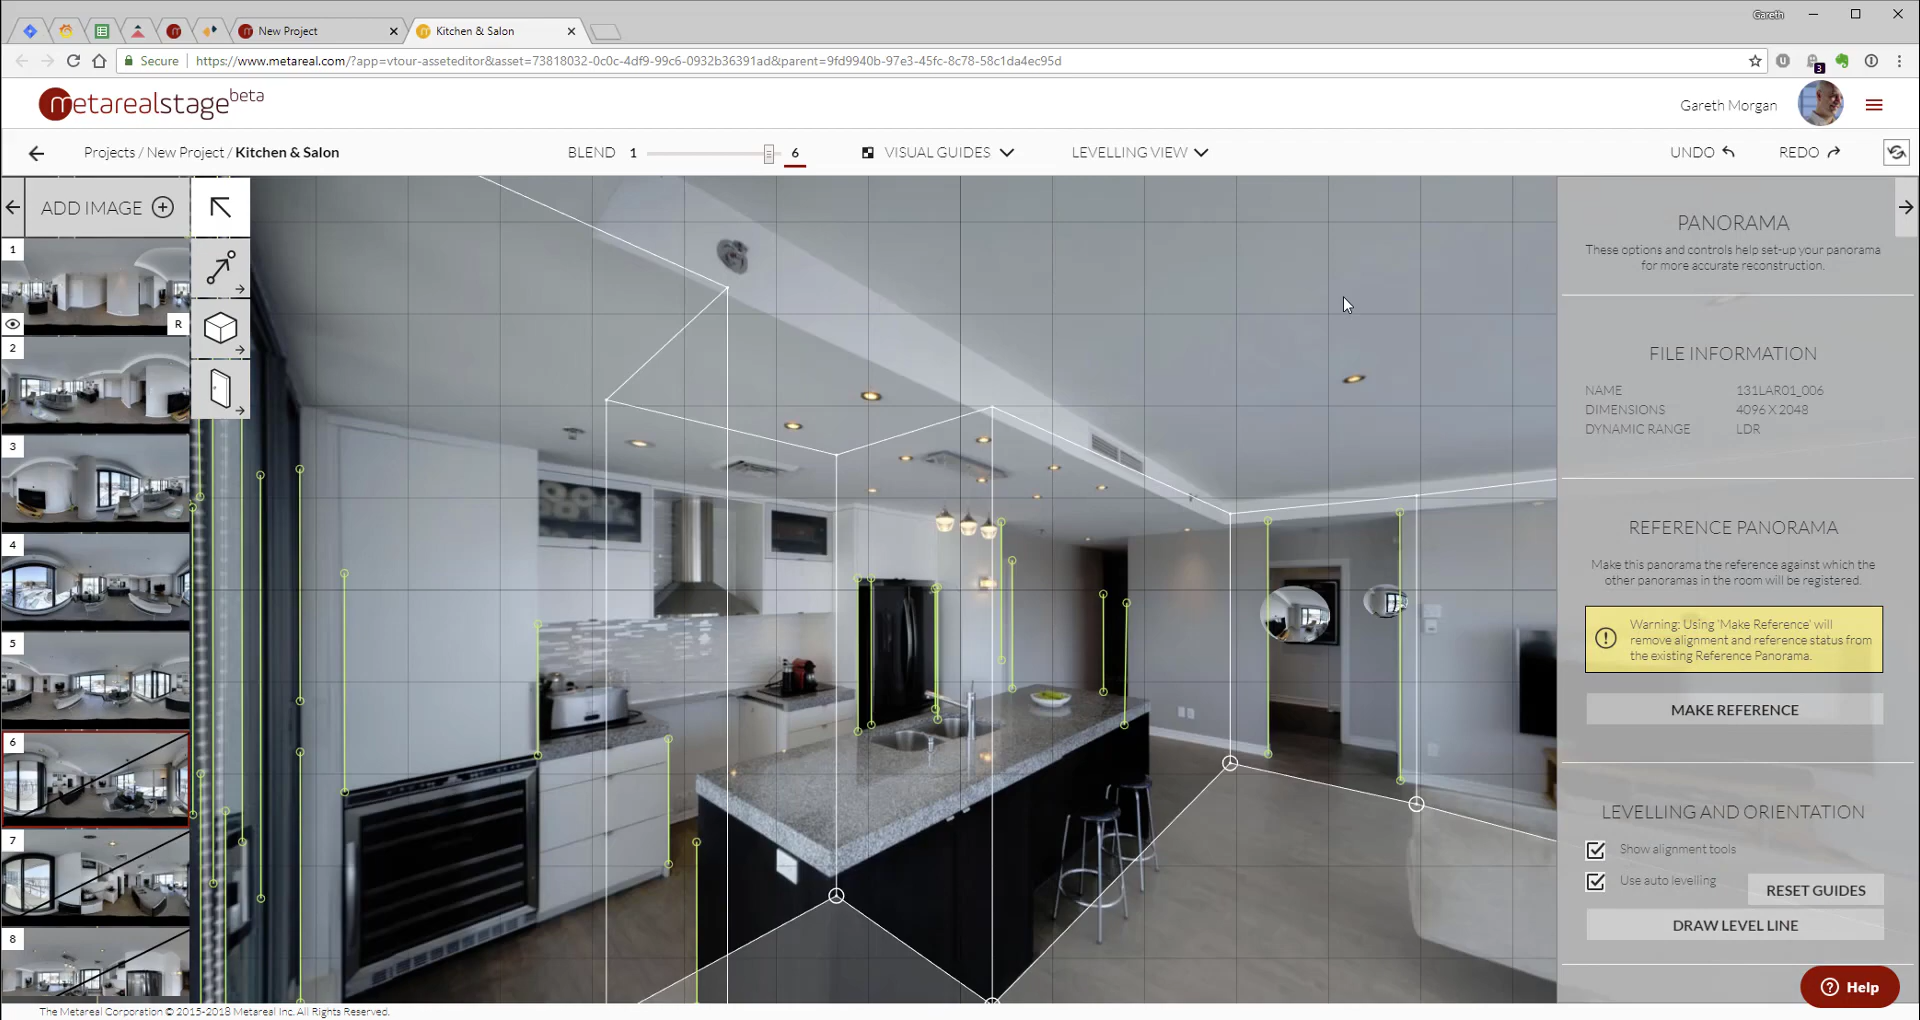 Gareth
New Project
Kitchen & Salon
Secure
https://www.metareal.com/?app=vtour-asseteditor&asset=73818032-0c0c-4df9-99c6-0932b36391ad&parent=9fd9940b-97e3-45fc-8c78-58c1da4ec95d
3
metarealstage beta
Gareth Morgan
Projects / New Project / Kitchen & Salon
BLEND 1 6
VISUAL GUIDES
LEVELLING VIEW
UNDO
REDO
ADD IMAGE
1
R
2
3
4
5
6
7
8
PANORAMA
These options and controls help set-up your panorama
for more accurate reconstruction.
FILE INFORMATION
NAME 131LAR01_006
DIMENSIONS 4096 X 2048
DYNAMIC RANGE LDR
REFERENCE PANORAMA
Make this panorama the reference against which the
other panoramas in the room will be registered.
Warning: Using 'Make Reference' will
remove alignment and reference status from
the existing Reference Panorama.
MAKE REFERENCE
LEVELLING AND ORIENTATION
Show alignment tools
Use auto levelling
RESET GUIDES
DRAW LEVEL LINE
Help
The Metareal Corporation © 2015-2018 Metareal Inc. All Rights Reserved.